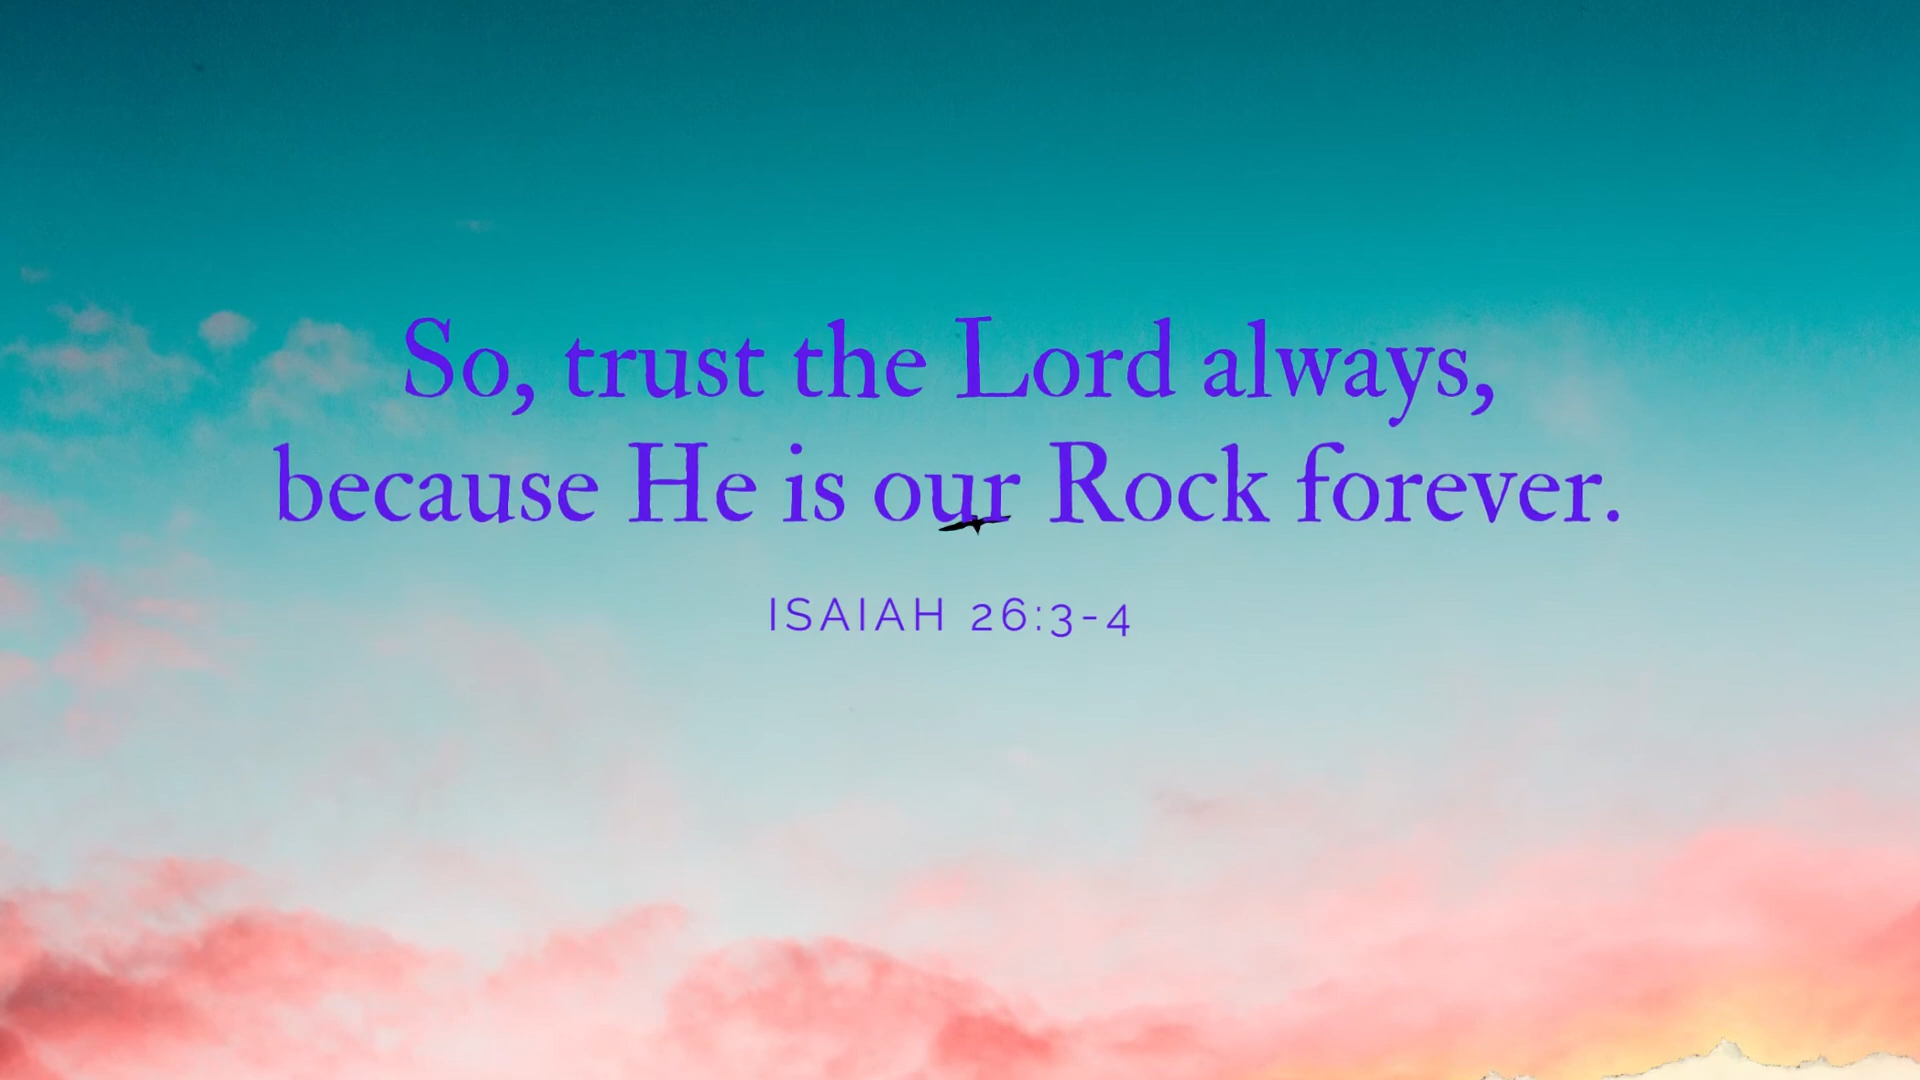 So, trust the Lord always,
because He is our Rock forever.
ISAIAH 26:3-4